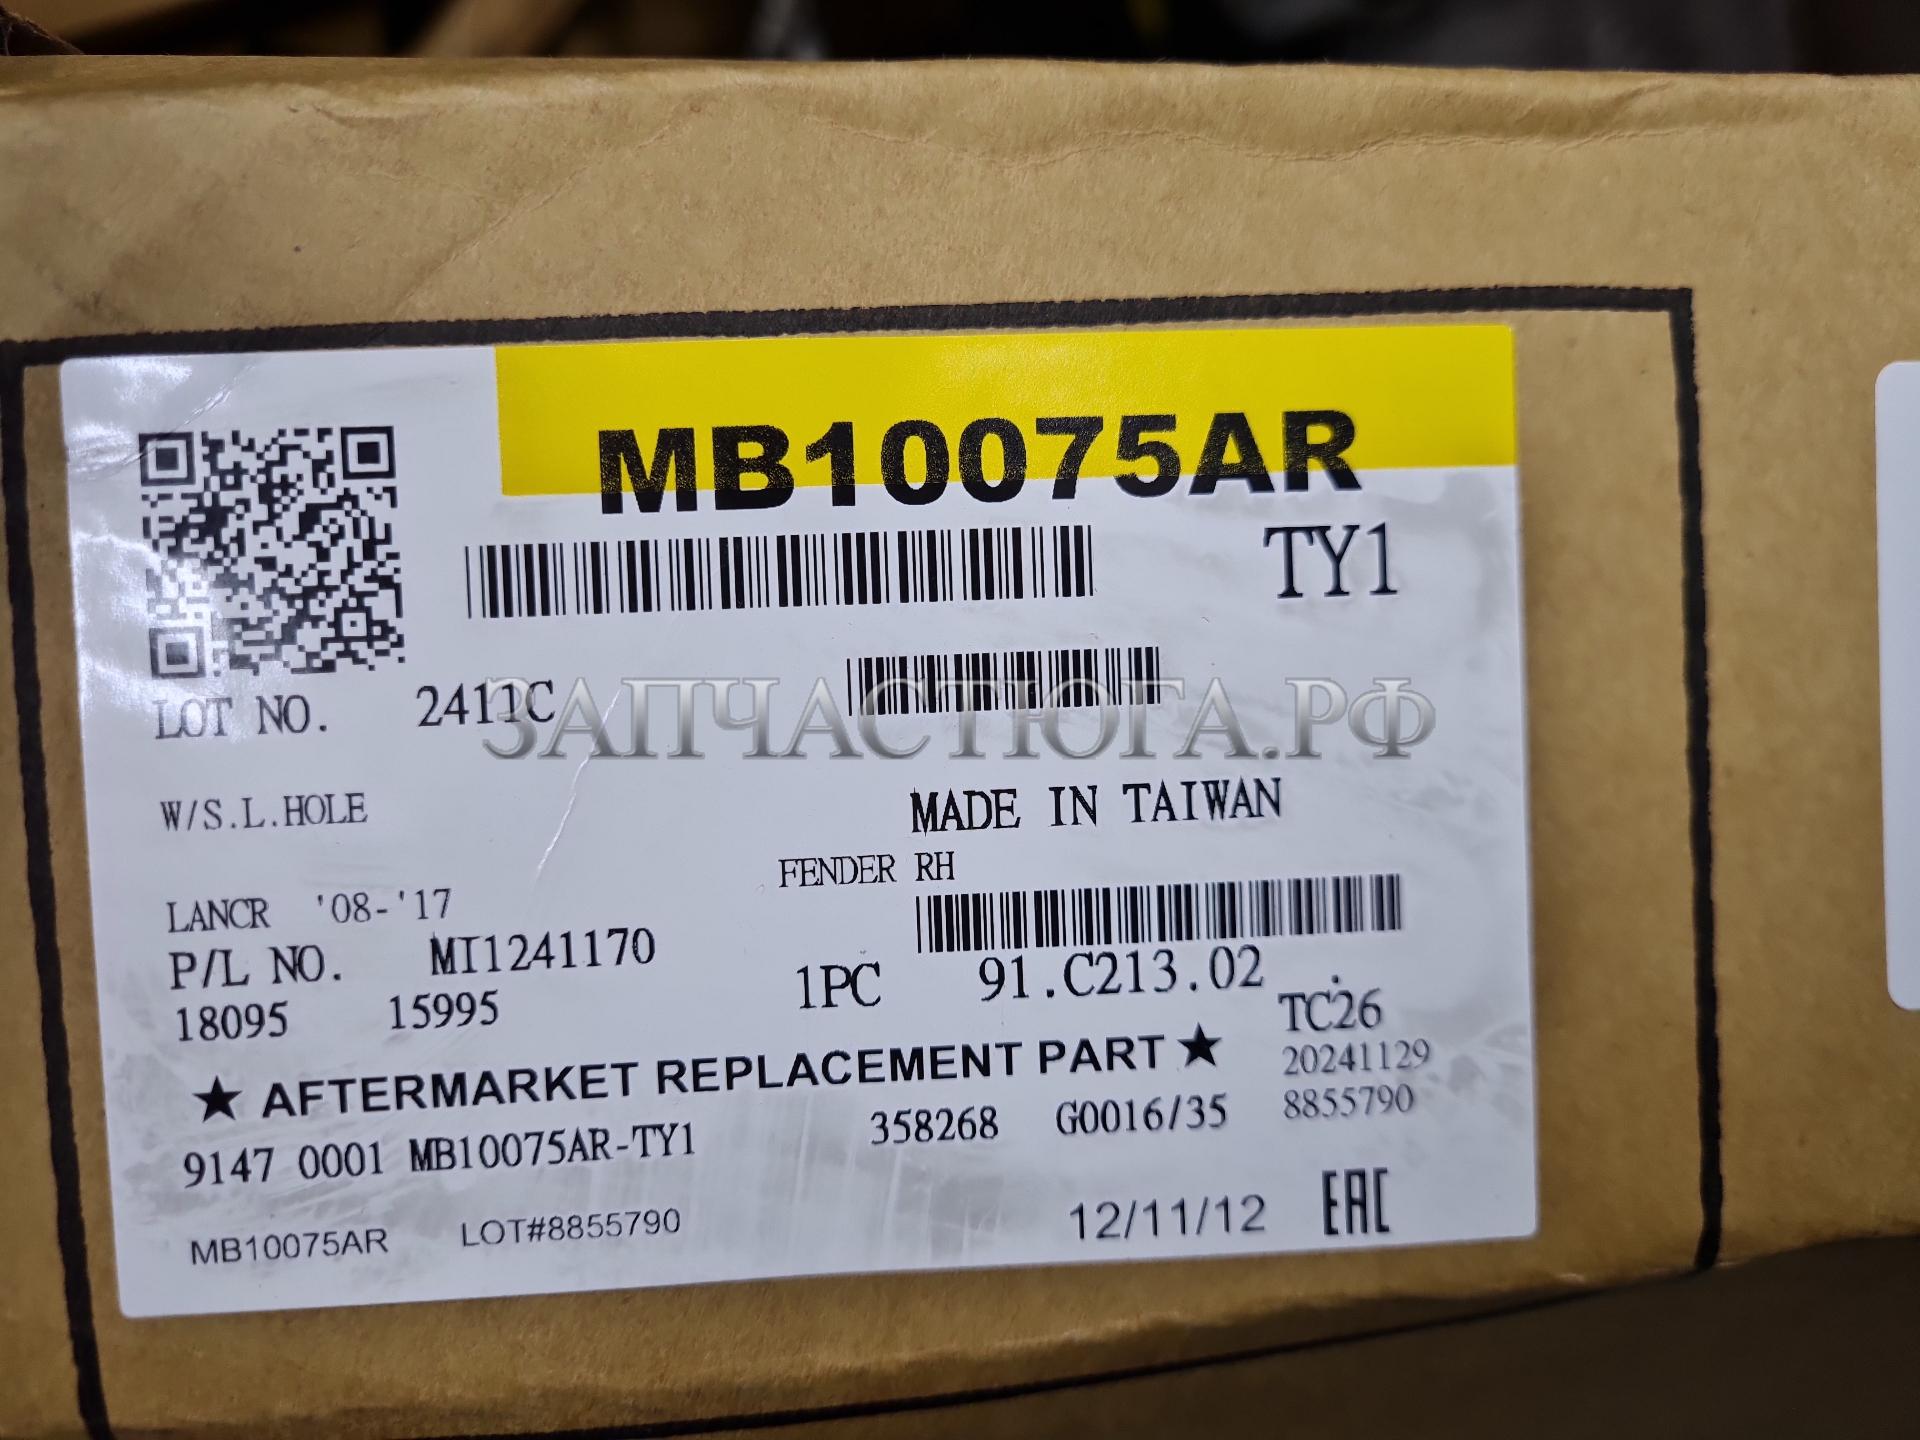 MB10075AR
TY1
LOT NO. 2411C
ЗАПЧАСТЮГА.РФ
W/S.L.HOLE
MADE IN TAIWAN
FENDER RH
LANCR '08-'17
P/L NO. MI1241170
1PC 91.C213.02
18095 15995
TC26
★ AFTERMARKET REPLACEMENT PART ★
20241129
9147 0001 MB10075AR-TY1 358268 G0016/35
8855790
MB10075AR LOT#8855790 12/11/12 EAC